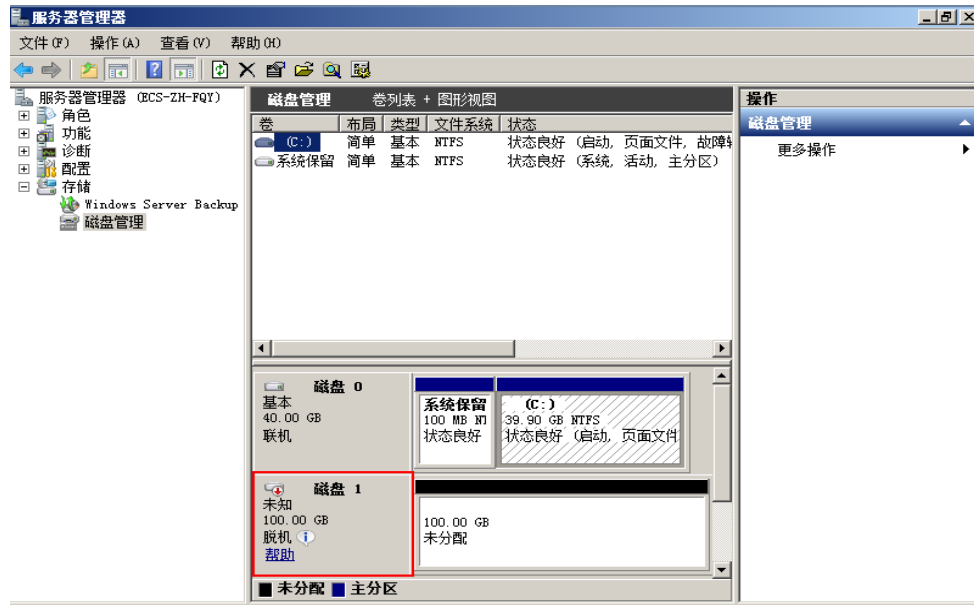 服务器管理器
文件(F) 操作(A) 查看(V) 帮助(H)
服务器管理器 (ECS-ZH-FQY)
角色
功能
诊断
配置
存储
Windows Server Backup
磁盘管理
磁盘管理 卷列表 + 图形视图
卷 布局 类型 文件系统 状态
(C:) 简单 基本 NTFS 状态良好 (启动, 页面文件, 故障转
系统保留 简单 基本 NTFS 状态良好 (系统, 活动, 主分区)
磁盘 0
基本
40.00 GB
联机
系统保留
100 MB NT
状态良好
(C:)
39.90 GB NTFS
状态良好 (启动, 页面文件
磁盘 1
未知
100.00 GB
脱机
帮助
100.00 GB
未分配
未分配 主分区
操作
磁盘管理
更多操作